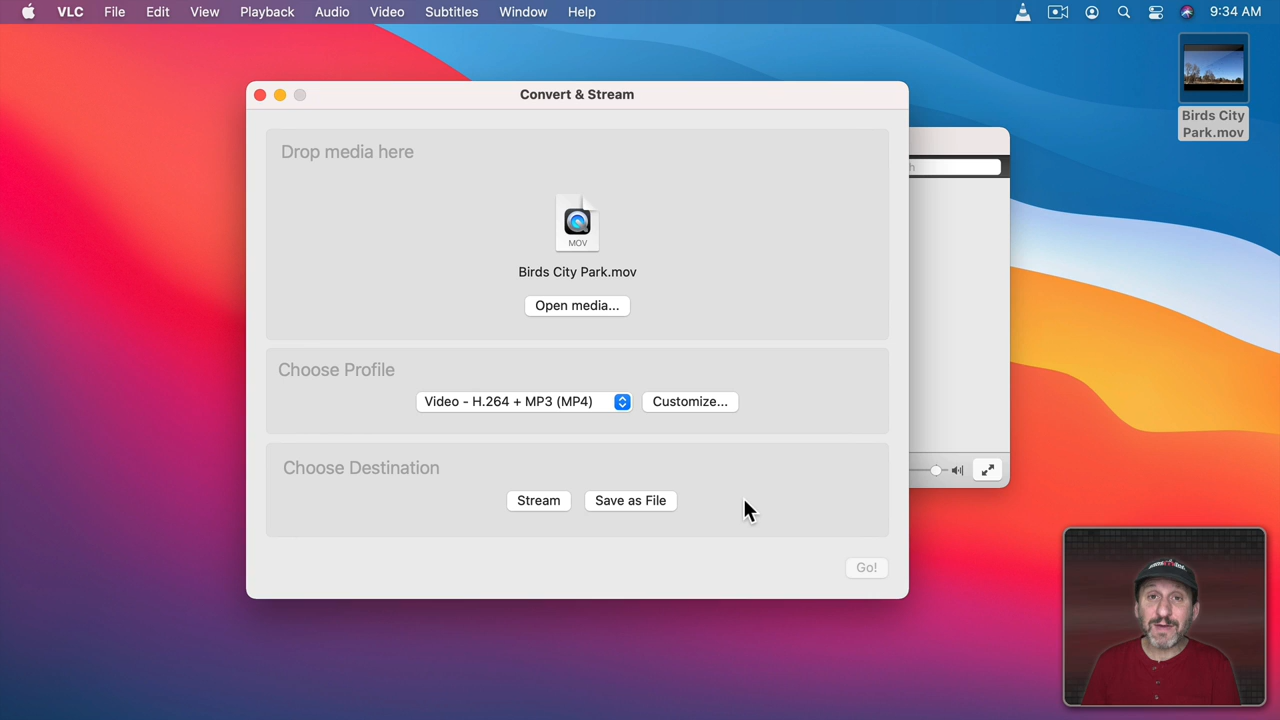 VLC File Edit View Playback Audio Video Subtitles Window Help 9:34 AM
Birds City
Park.mov
Convert & Stream
Drop media here
h
MOV
Birds City Park.mov
Open media...
Choose Profile
Video - H.264 + MP3 (MP4) Customize...
Choose Destination
Stream Save as File
Go!